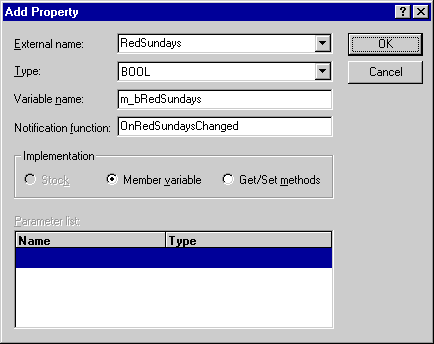 Add Property
External name: RedSundays OK
Type: BOOL Cancel
Variable name: m_bRedSundays
Notification function: OnRedSundaysChanged
Implementation
Stock Member variable Get/Set methods
Parameter list:
Name Type